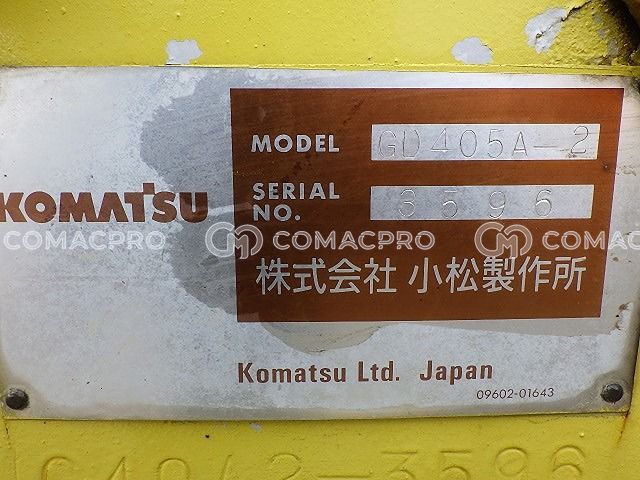 MODEL GD405A-2
SERIAL NO. 3596
KOMATSU
COMACPRO COMACPRO COMACPRO
株式会社 小松製作所
Komatsu Ltd. Japan
09602-01643
3596